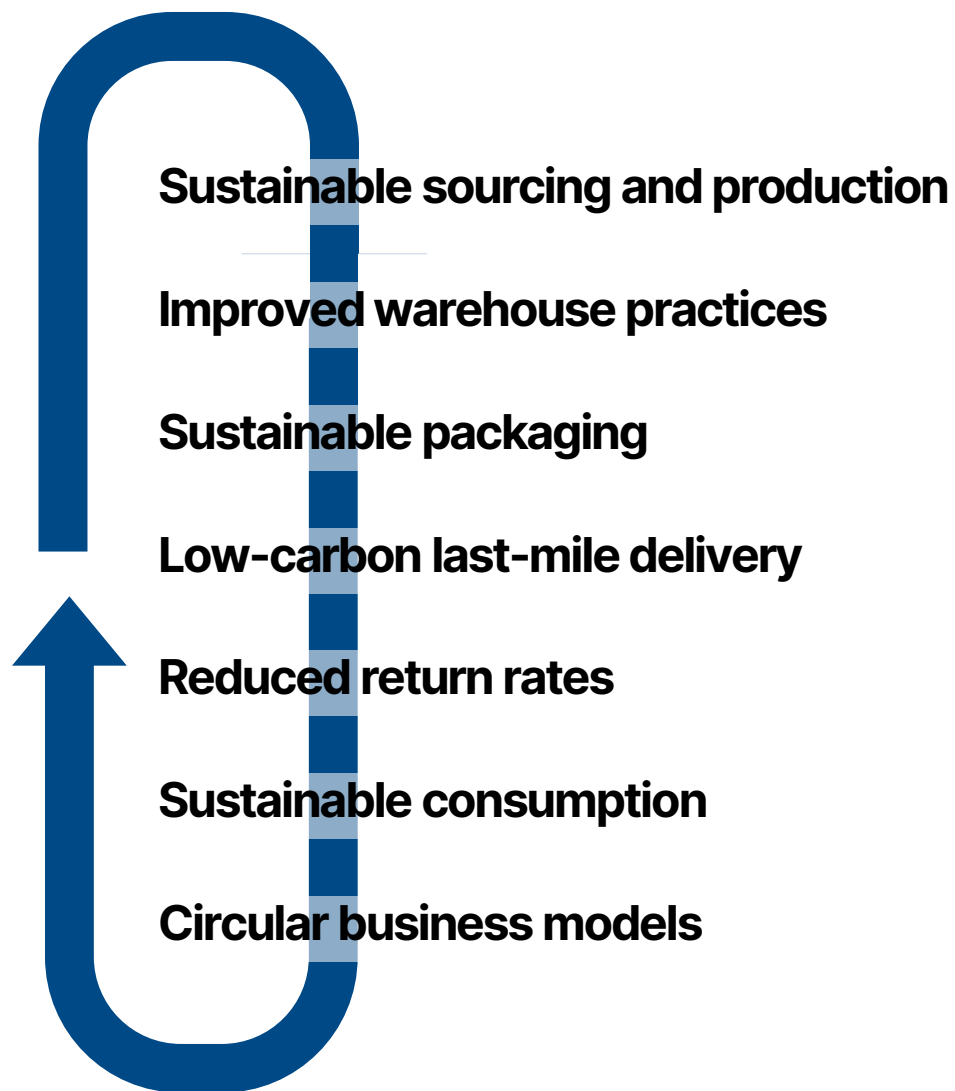 Sustainable sourcing and production
Improved warehouse practices
Sustainable packaging
Low-carbon last-mile delivery
Reduced return rates
Sustainable consumption
Circular business models